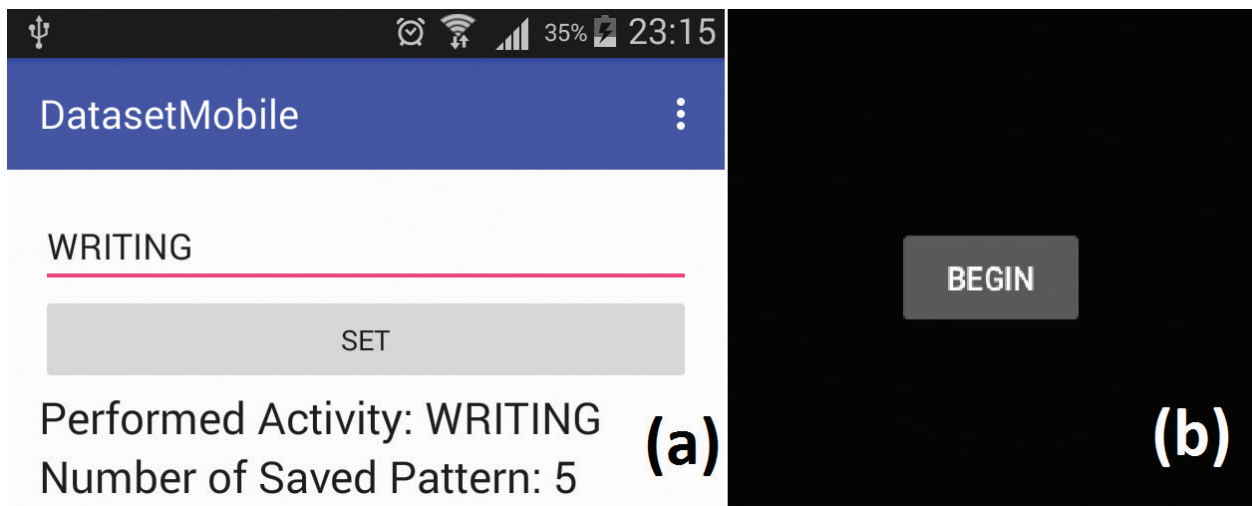 35% 23:15
DatasetMobile
WRITING
SET
Performed Activity: WRITING
Number of Saved Pattern: 5
(a)
BEGIN
(b)